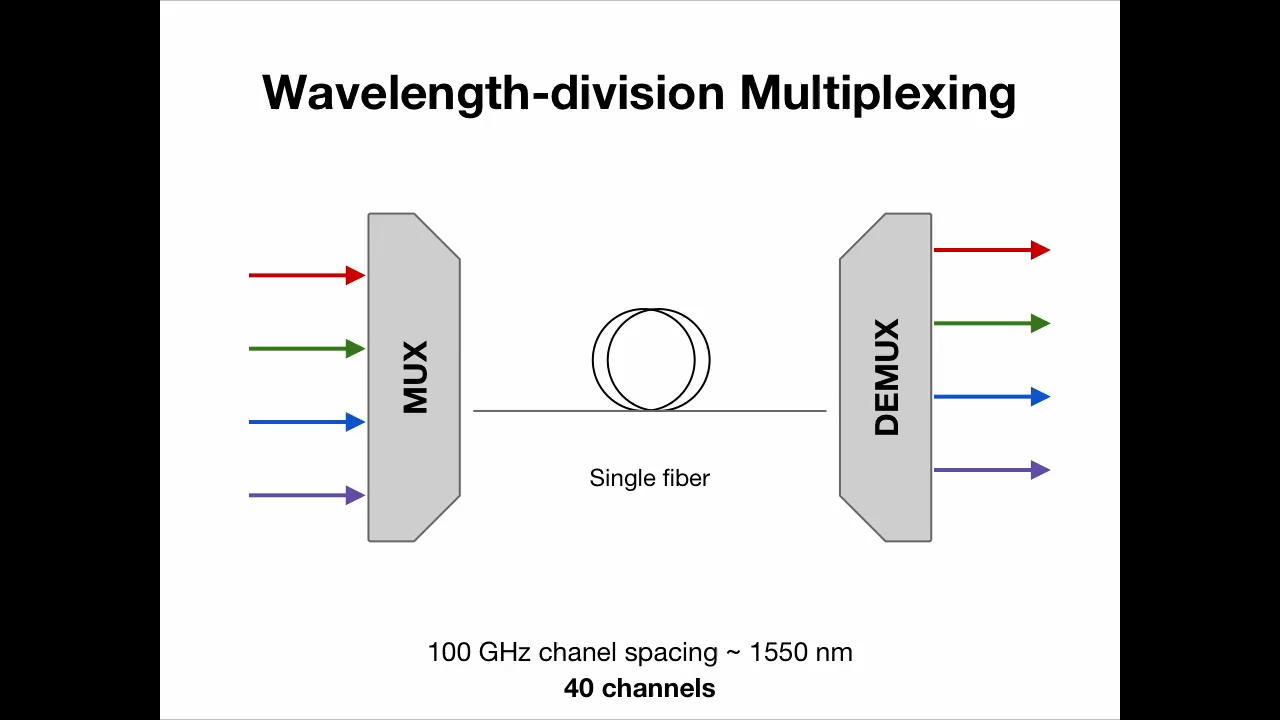 Wavelength-division Multiplexing
MUX
DEMUX
Single fiber
100 GHz chanel spacing ~ 1550 nm
40 channels